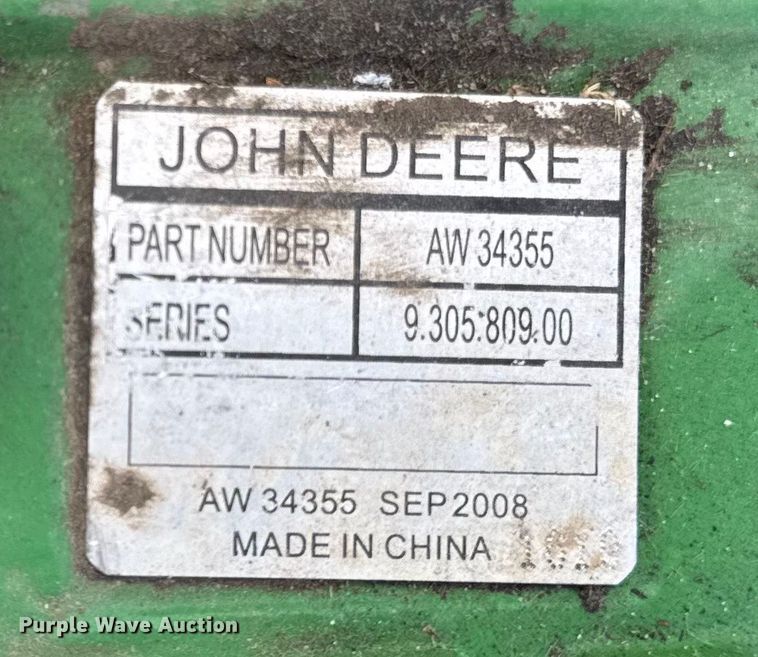 JOHN DEERE
PART NUMBER AW 34355
SERIES 9.305.809.00
AW 34355 SEP2008
MADE IN CHINA
Purple Wave Auction